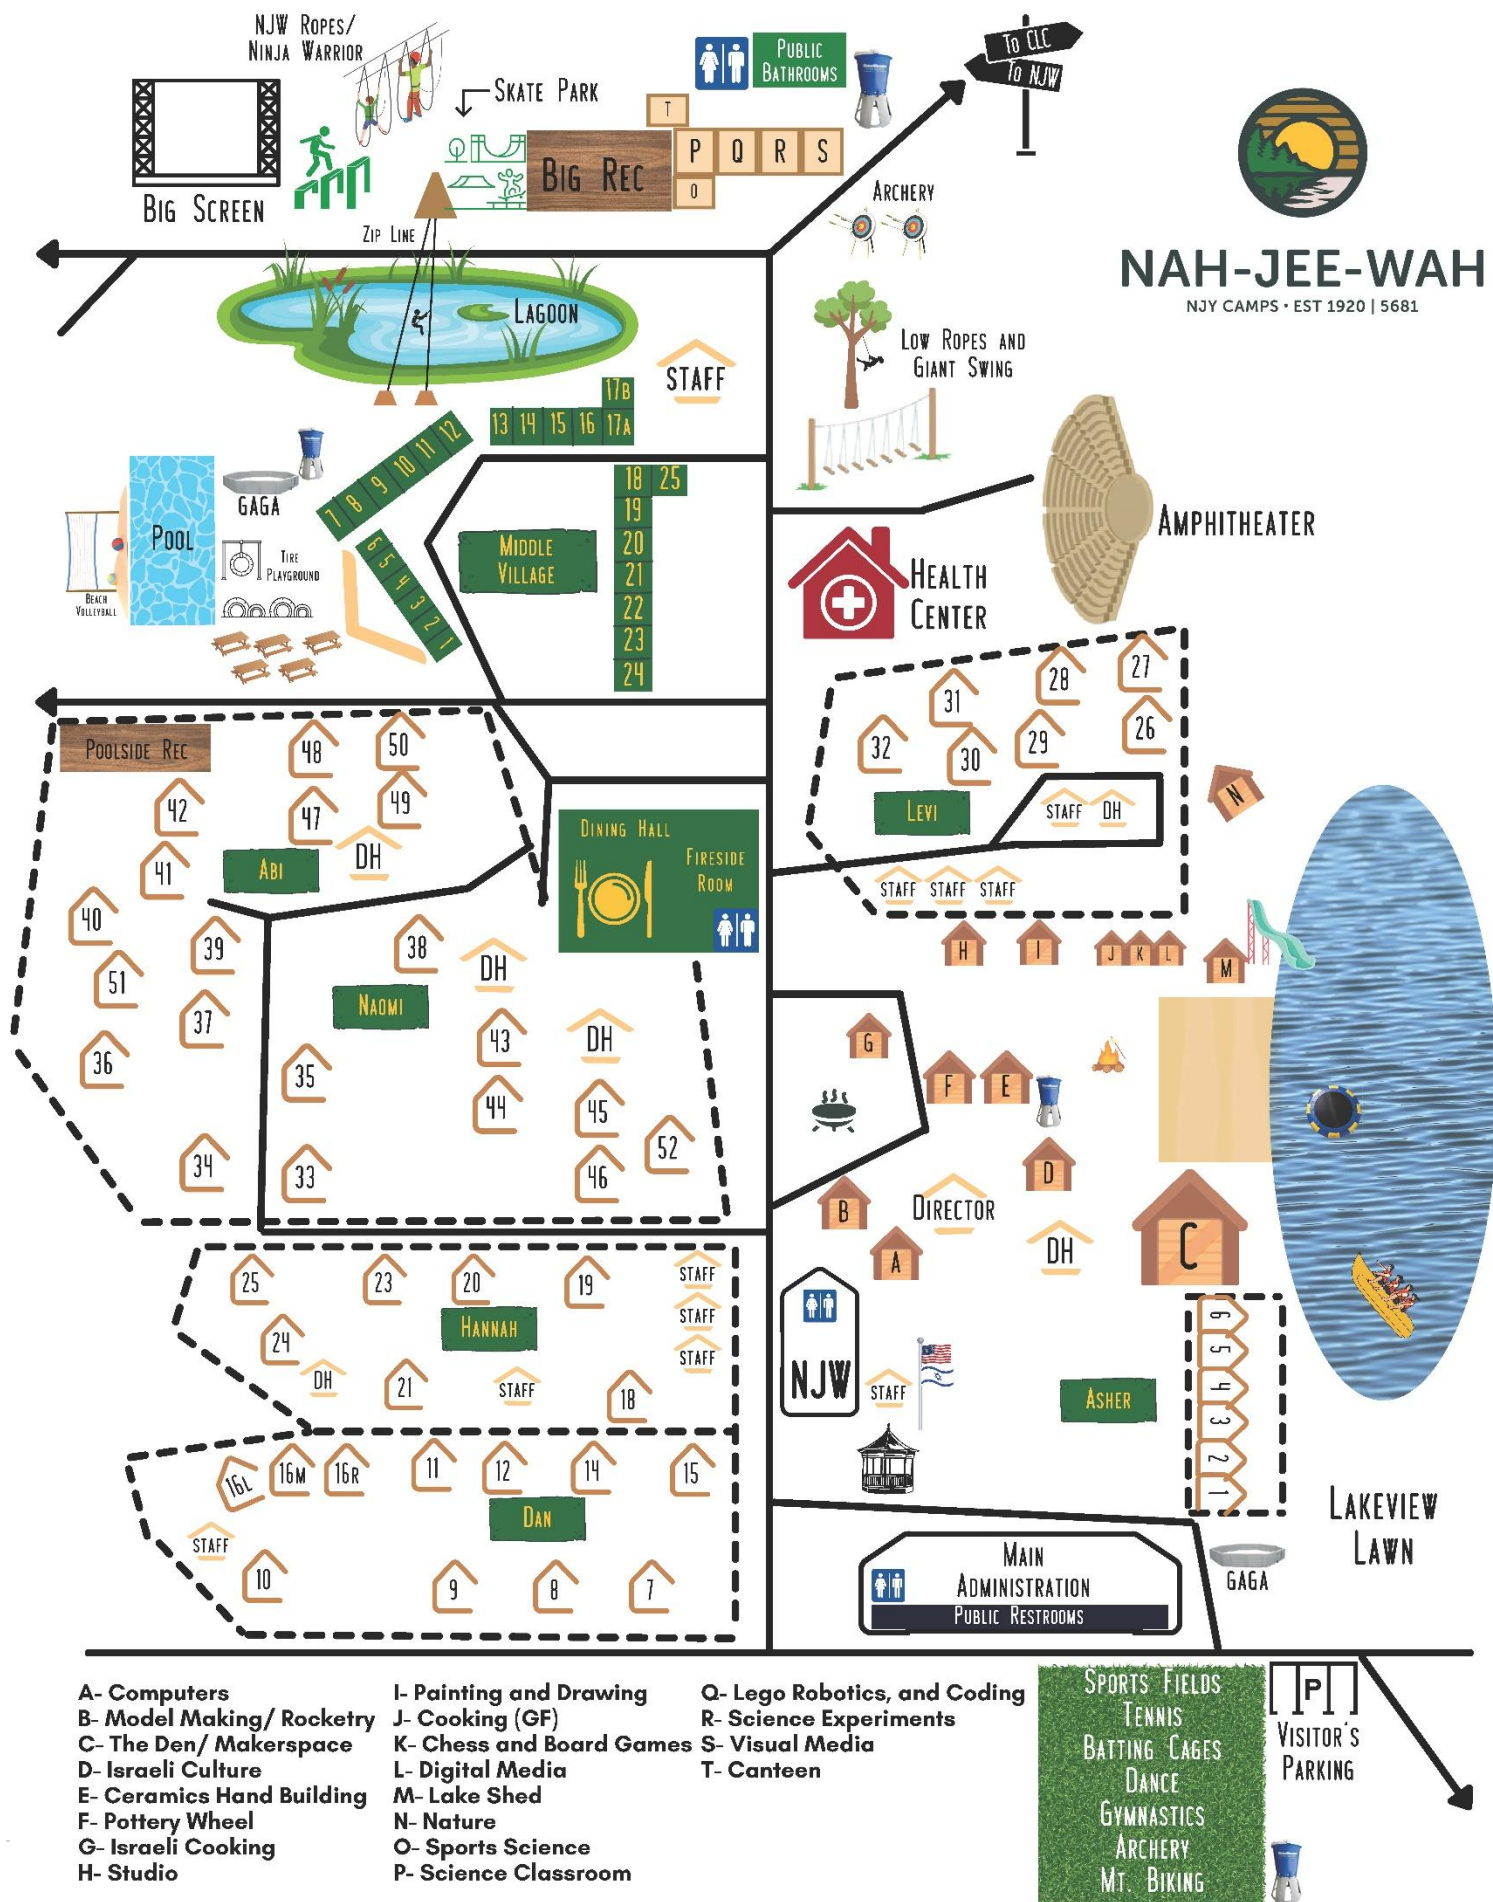 NJW Ropes/
Ninja Warrior
Skate Park
Public
Bathrooms
To CLC
To NJW
Big Screen
Big Rec
T
P
Q
R
S
O
Zip Line
Archery
NAH-JEE-WAH
NJY CAMPS • EST 1920 | 5681
Lagoon
Staff
Low Ropes and
Giant Swing
17B
13
14
15
16
17A
7
8
9
10
11
12
Gaga
Pool
Tire
Playground
Beach
Volleyball
6
5
4
3
2
1
Middle
Village
18
25
19
20
21
22
23
24
Amphitheater
Health
Center
27
28
31
26
29
32
30
Levi
Staff
DH
Staff
Staff
Staff
N
Poolside Rec
48
50
42
47
49
DH
41
Abi
Dining Hall
Fireside
Room
40
39
51
37
36
34
38
DH
Naomi
43
DH
35
44
45
52
33
46
H
I
J
K
L
M
G
F
E
D
B
Director
A
DH
C
25
23
20
19
Staff
Staff
Staff
Hannah
24
DH
21
Staff
18
NJW
Staff
Asher
6
5
4
3
2
1
16L
16M
16R
11
12
14
15
Dan
Staff
10
9
8
7
Main
Administration
Public Restrooms
Gaga
Lakeview
Lawn
A- Computers
B- Model Making/ Rocketry
C- The Den/ Makerspace
D- Israeli Culture
E- Ceramics Hand Building
F- Pottery Wheel
G- Israeli Cooking
H- Studio
I- Painting and Drawing
J- Cooking (GF)
K- Chess and Board Games
L- Digital Media
M- Lake Shed
N- Nature
O- Sports Science
P- Science Classroom
Q- Lego Robotics, and Coding
R- Science Experiments
S- Visual Media
T- Canteen
Sports Fields
Tennis
Batting Cages
Dance
Gymnastics
Archery
Mt. Biking
P
Visitor's
Parking